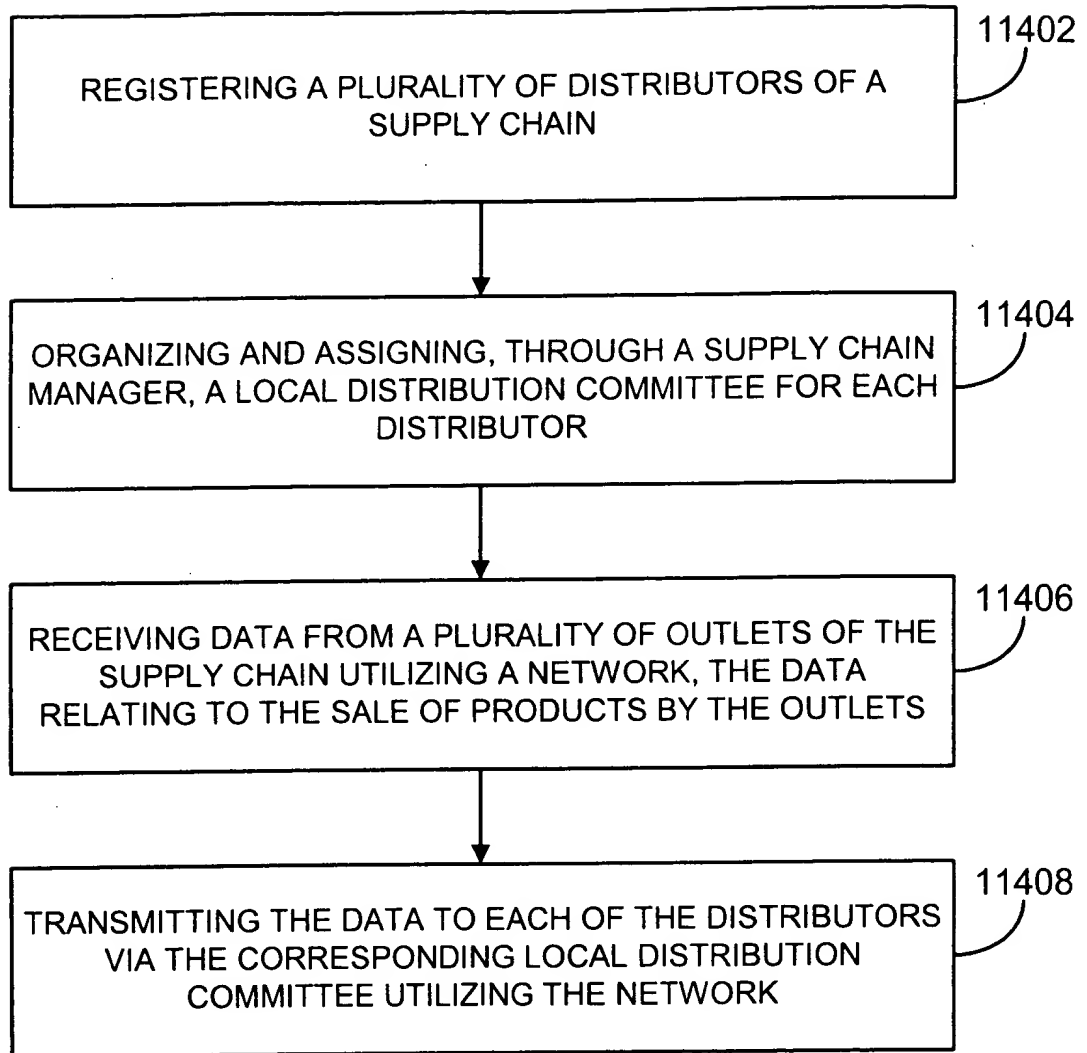 11402
REGISTERING A PLURALITY OF DISTRIBUTORS OF A
SUPPLY CHAIN
11404
ORGANIZING AND ASSIGNING, THROUGH A SUPPLY CHAIN
MANAGER, A LOCAL DISTRIBUTION COMMITTEE FOR EACH
DISTRIBUTOR
11406
RECEIVING DATA FROM A PLURALITY OF OUTLETS OF THE
SUPPLY CHAIN UTILIZING A NETWORK, THE DATA
RELATING TO THE SALE OF PRODUCTS BY THE OUTLETS
11408
TRANSMITTING THE DATA TO EACH OF THE DISTRIBUTORS
VIA THE CORRESPONDING LOCAL DISTRIBUTION
COMMITTEE UTILIZING THE NETWORK